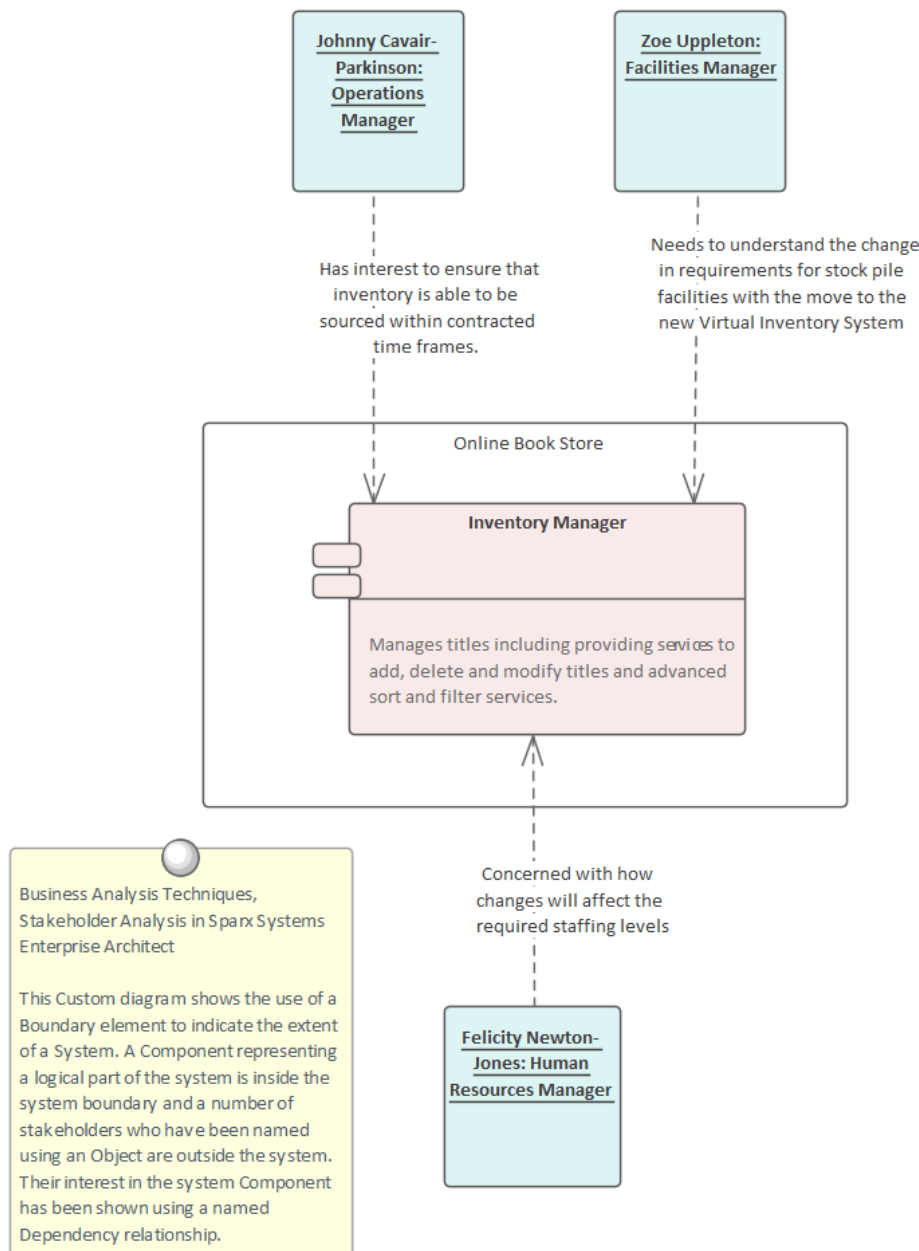 Johnny Cavair-
Parkinson:
Operations
Manager
Zoe Uppleton:
Facilities Manager
Has interest to ensure that
inventory is able to be
sourced within contracted
time frames.
Needs to understand the change
in requirements for stock pile
facilities with the move to the
new Virtual Inventory System
Online Book Store
Inventory Manager
Manages titles including providing services to
add, delete and modify titles and advanced
sort and filter services.
Concerned with how
changes will affect the
required staffing levels
Felicity Newton-
Jones: Human
Resources Manager
Business Analysis Techniques,
Stakeholder Analysis in Sparx Systems
Enterprise Architect
This Custom diagram shows the use of a
Boundary element to indicate the extent
of a System. A Component representing
a logical part of the system is inside the
system boundary and a number of
stakeholders who have been named
using an Object are outside the system.
Their interest in the system Component
has been shown using a named
Dependency relationship.